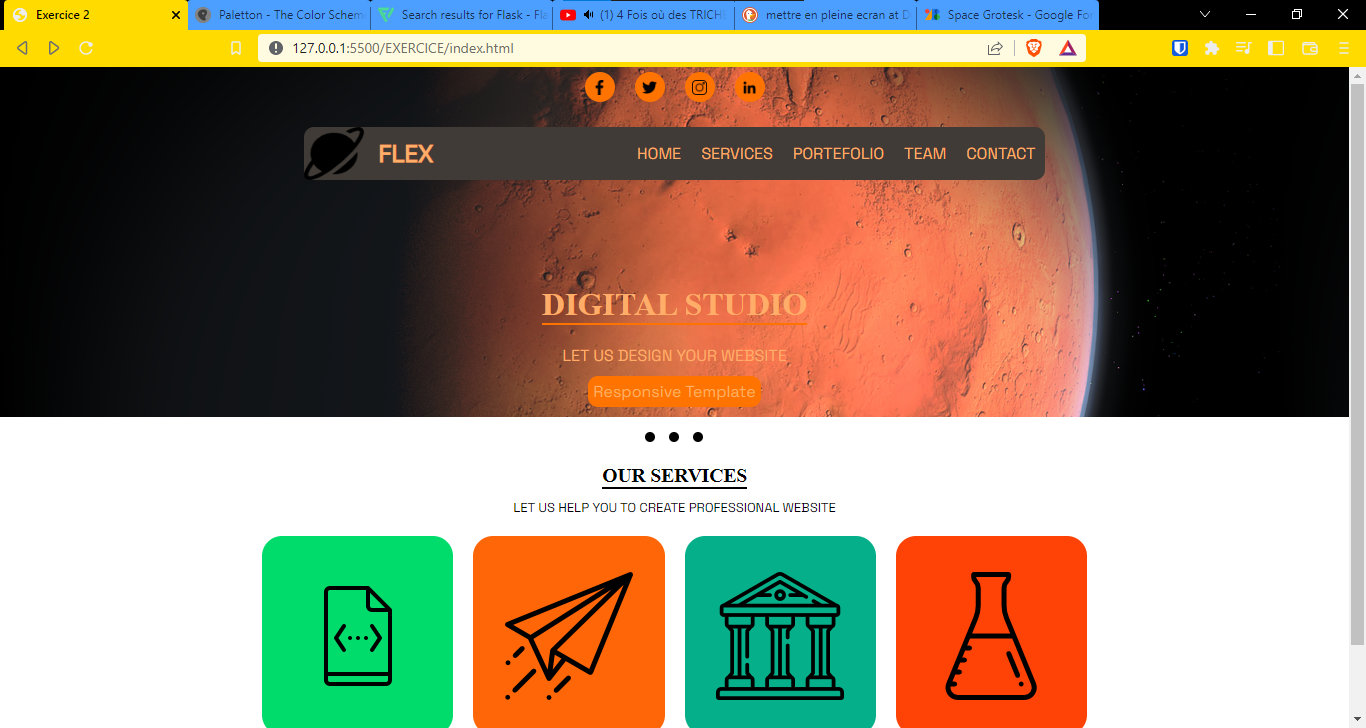 Exercice 2
Paletton - The Color Schem
Search results for Flask - Fla
(1) 4 Fois où des TRICH
mettre en pleine ecran at D
Space Grotesk - Google Fo
127.0.0.1:5500/EXERCICE/index.html
FLEX
HOME SERVICES PORTEFOLIO TEAM CONTACT
DIGITAL STUDIO
LET US DESIGN YOUR WEBSITE
Responsive Template
OUR SERVICES
LET US HELP YOU TO CREATE PROFESSIONAL WEBSITE